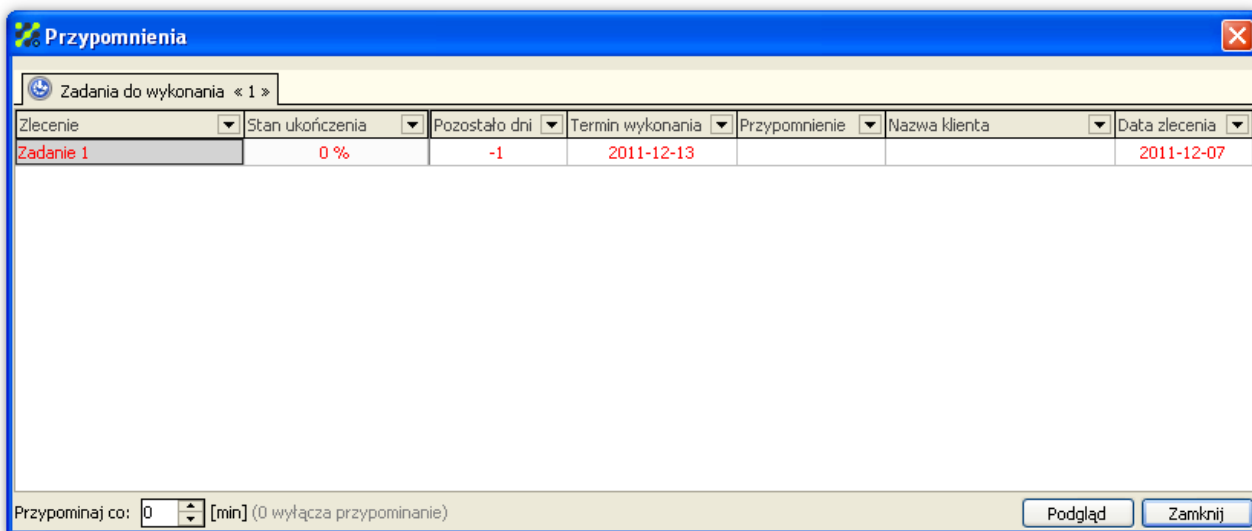 Przypomnienia
Zadania do wykonania « 1 »
Zlecenie Stan ukończenia Pozostało dni Termin wykonania Przypomnienie Nazwa klienta Data zlecenia
Zadanie 1 0 % -1 2011-12-13 2011-12-07
Przypominaj co: 0 [min] (0 wyłącza przypominanie) Podgląd Zamknij